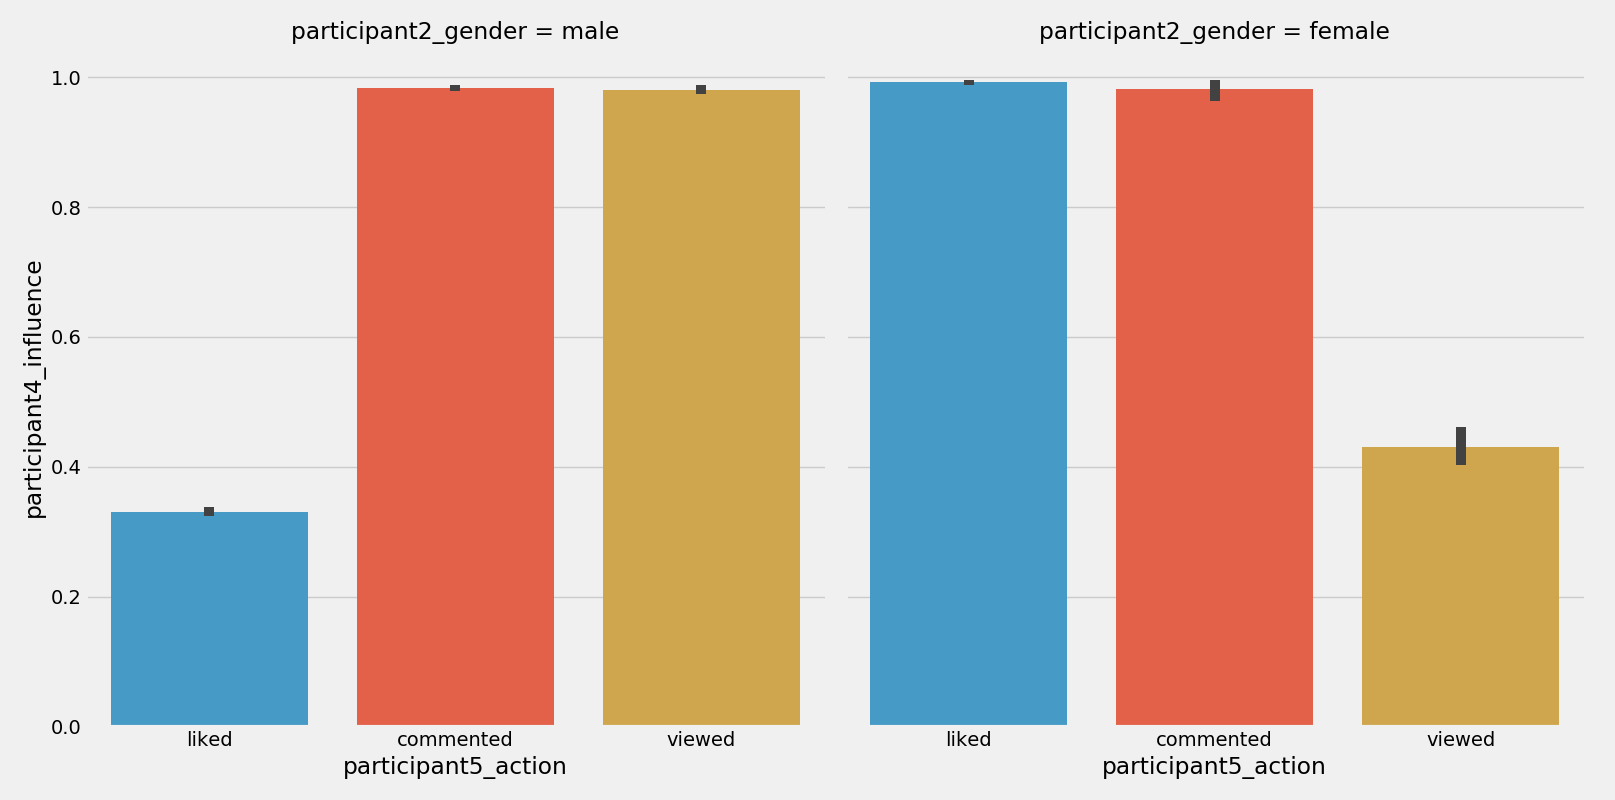 participant2_gender = male
participant2_gender = female
participant4_influence
1.0
0.8
0.6
0.4
0.2
0.0
liked commented viewed
liked commented viewed
participant5_action
participant5_action